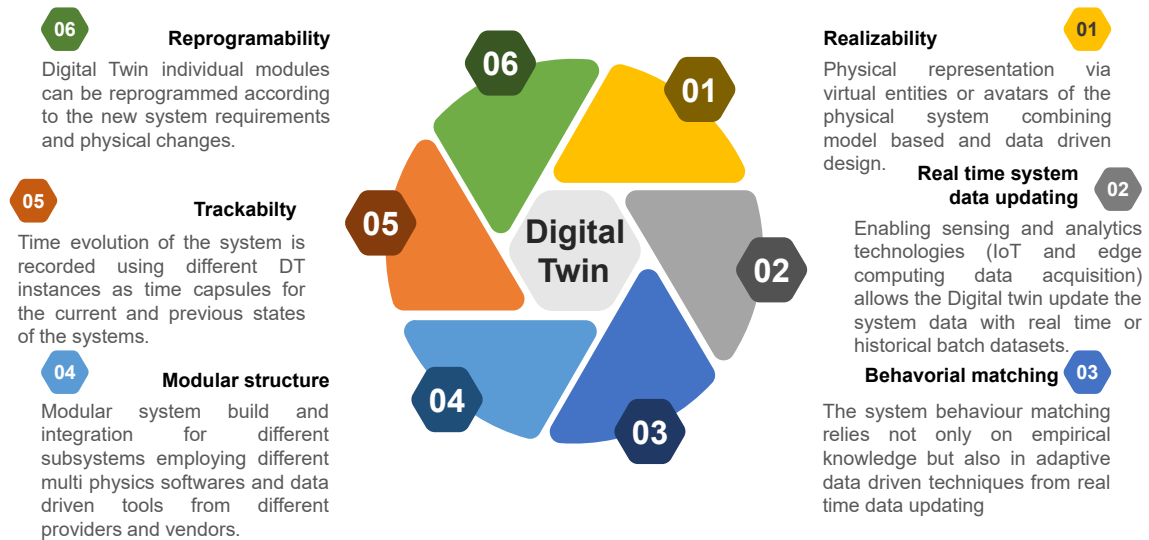 06
Reprogramability
Digital Twin individual modules
can be reprogrammed according
to the new system requirements
and physical changes.
05
Trackabilty
Time evolution of the system is
recorded using different DT
instances as time capsules for
the current and previous states
of the systems.
04
Modular structure
Modular system build and
integration for different
subsystems employing different
multi physics softwares and data
driven tools from different
providers and vendors.
06
01
05
Digital
Twin
02
04
03
Realizability
01
Physical representation via
virtual entities or avatars of the
physical system combining
model based and data driven
design.
Real time system
data updating
02
Enabling sensing and analytics
technologies (IoT and edge
computing data acquisition)
allows the Digital twin update the
system data with real time or
historical batch datasets.
Behavorial matching
03
The system behaviour matching
relies not only on empirical
knowledge but also in adaptive
data driven techniques from real
time data updating